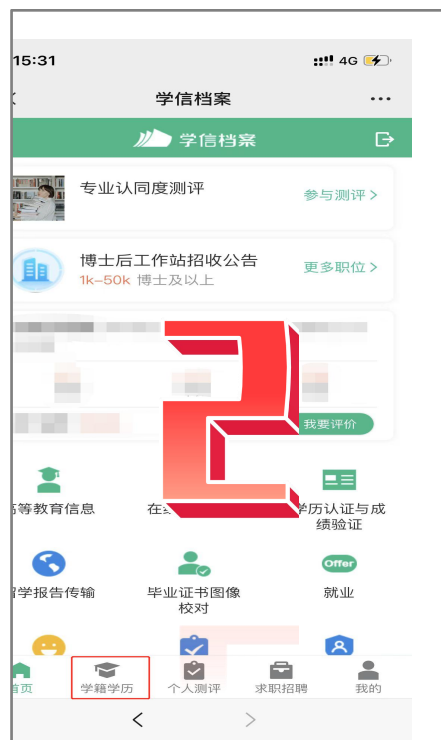 15:31
4G
学信档案
学信档案
专业认同度测评
参与测评 >
博士后工作站招收公告
更多职位 >
1k–50k 博士及以上
2
我要评价
高等教育信息
在
学历认证与成
绩验证
Offer
留学报告传输
毕业证书图像
校对
就业
首页
学籍学历
个人测评
求职招聘
我的